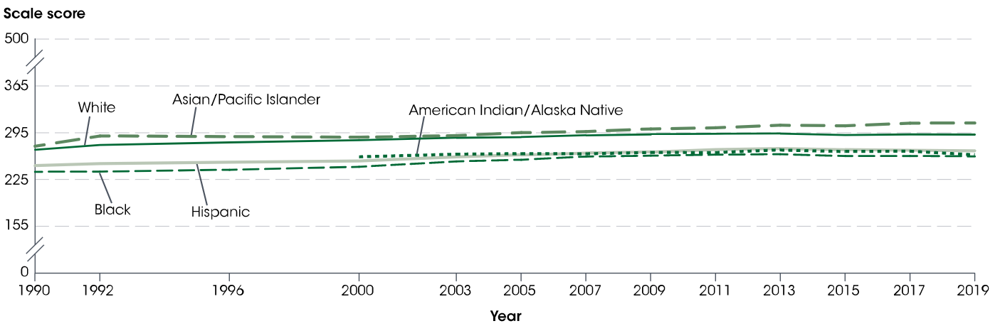 Scale score
500
365
Asian/Pacific Islander
White
American Indian/Alaska Native
295
225
Black
Hispanic
155
0
1990 1992 1996 2000 2003 2005 2007 2009 2011 2013 2015 2017 2019
Year